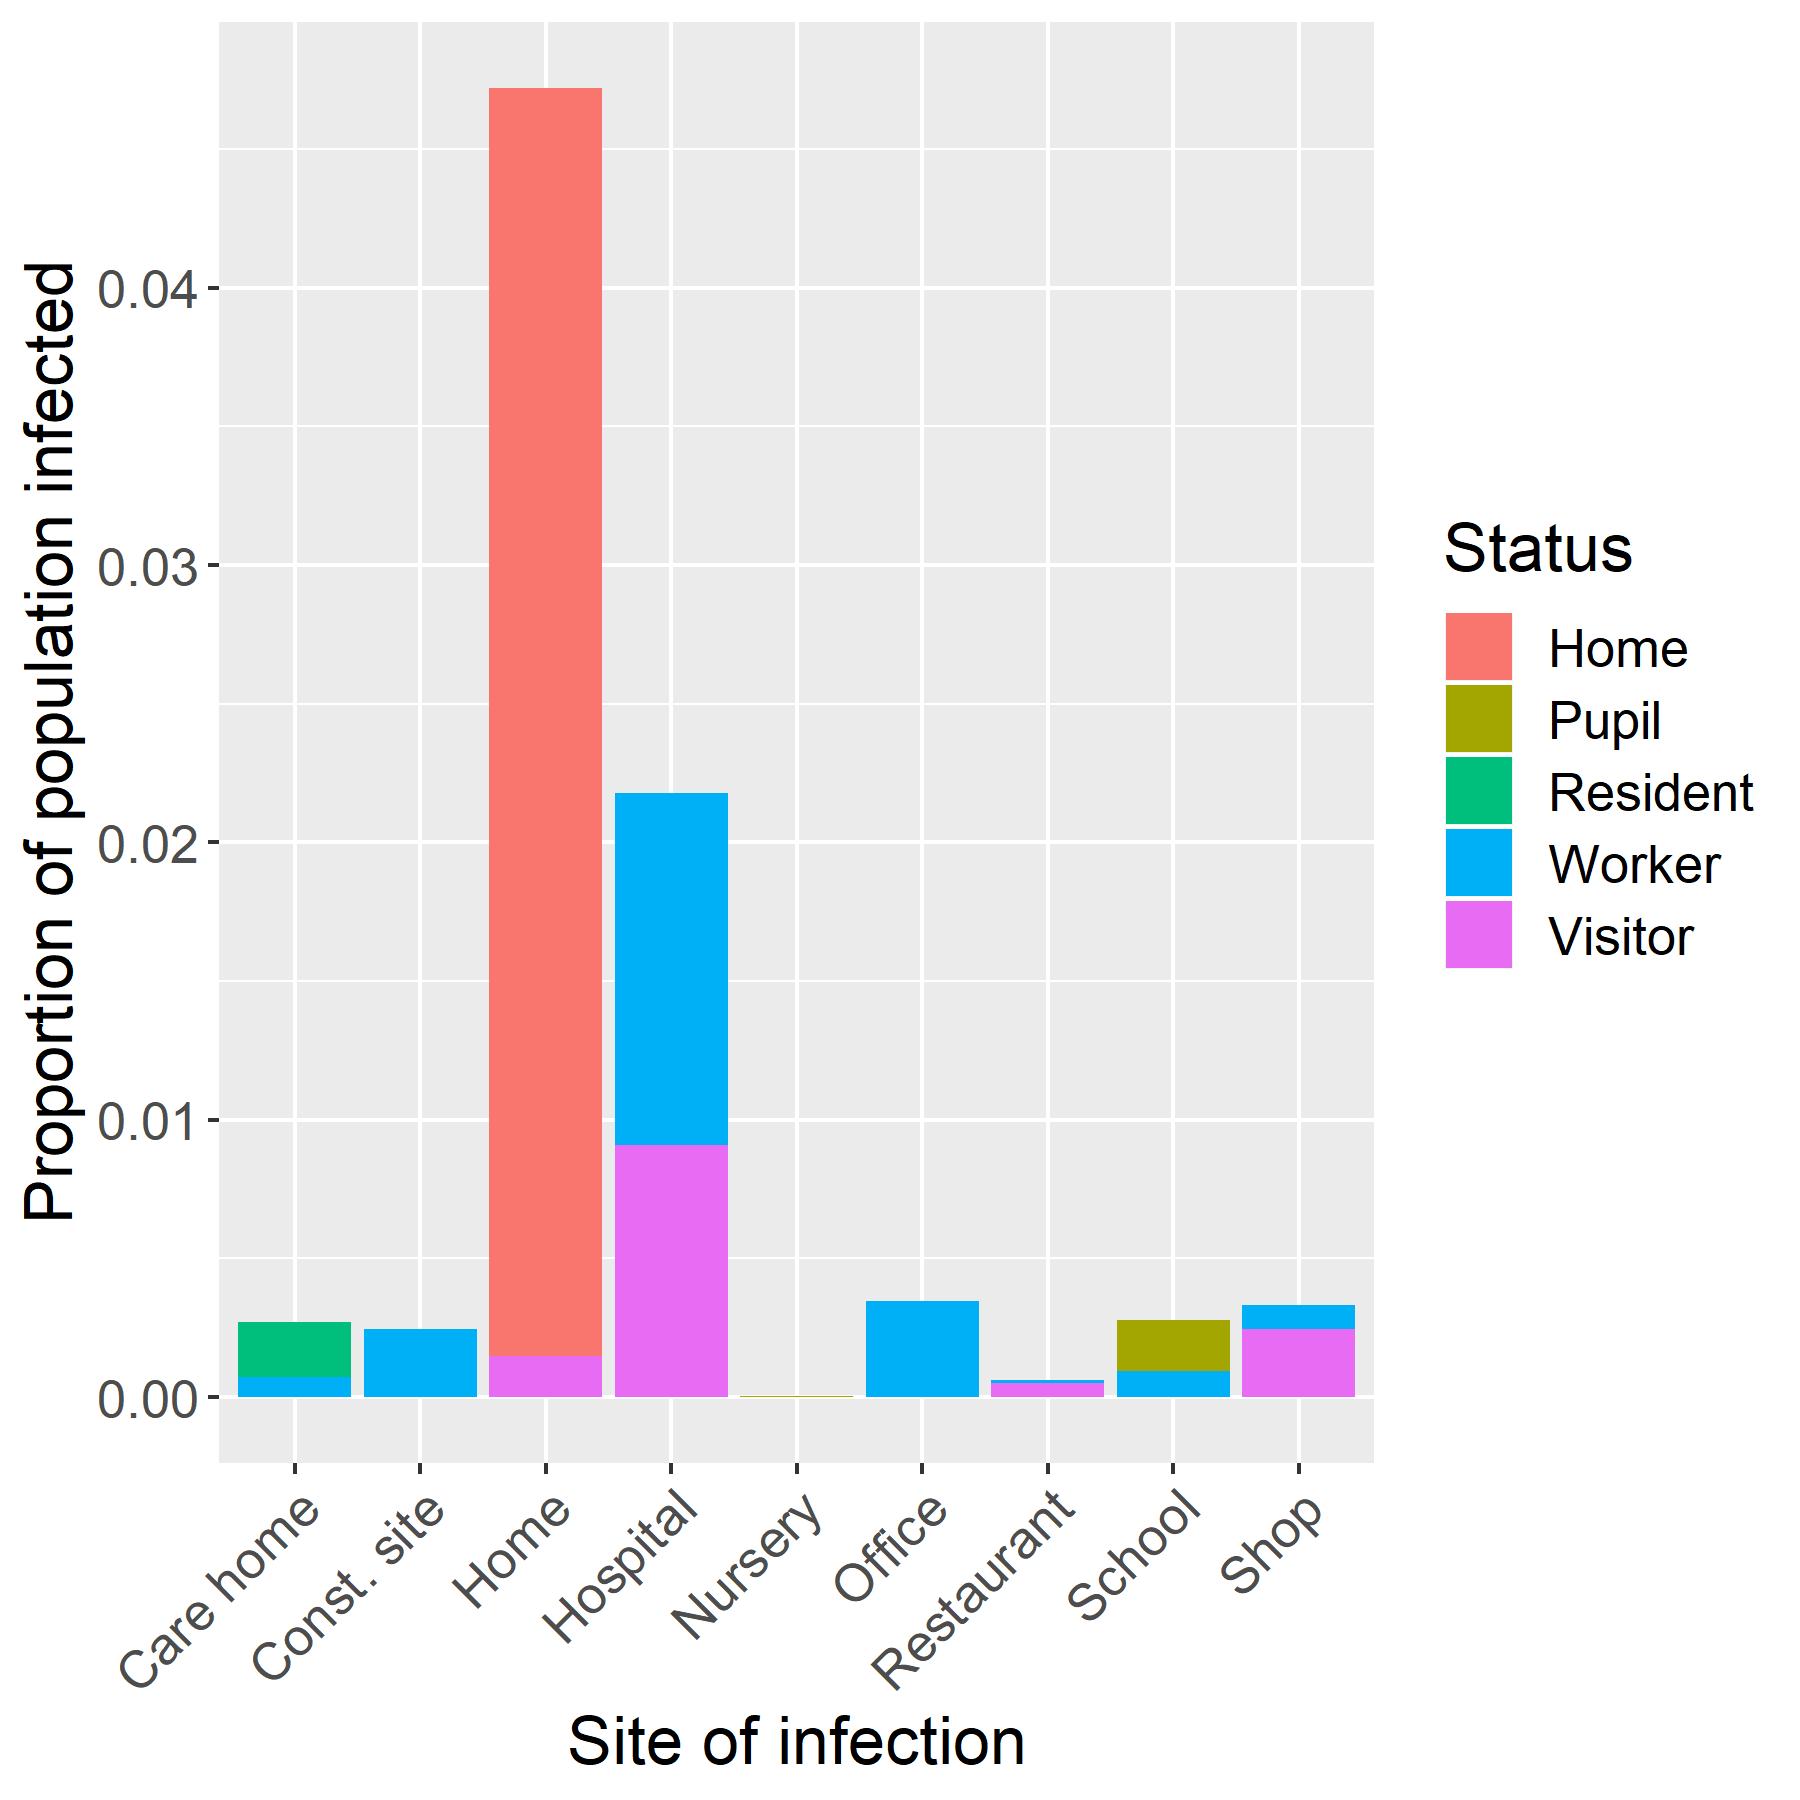 Proportion of population infected
0.04
0.03
0.02
0.01
0.00
Care home
Const. site
Home
Hospital
Nursery
Office
Restaurant
School
Shop
Site of infection
Status
Home
Pupil
Resident
Worker
Visitor